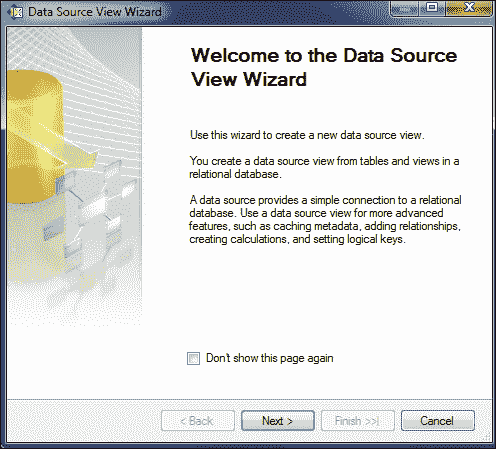 Data Source View Wizard
Welcome to the Data Source
View Wizard
Use this wizard to create a new data source view.
You create a data source view from tables and views in a
relational database.
A data source provides a simple connection to a relational
database. Use a data source view for more advanced
features, such as caching metadata, adding relationships,
creating calculations, and setting logical keys.
Don't show this page again
< Back Next > Finish >>| Cancel